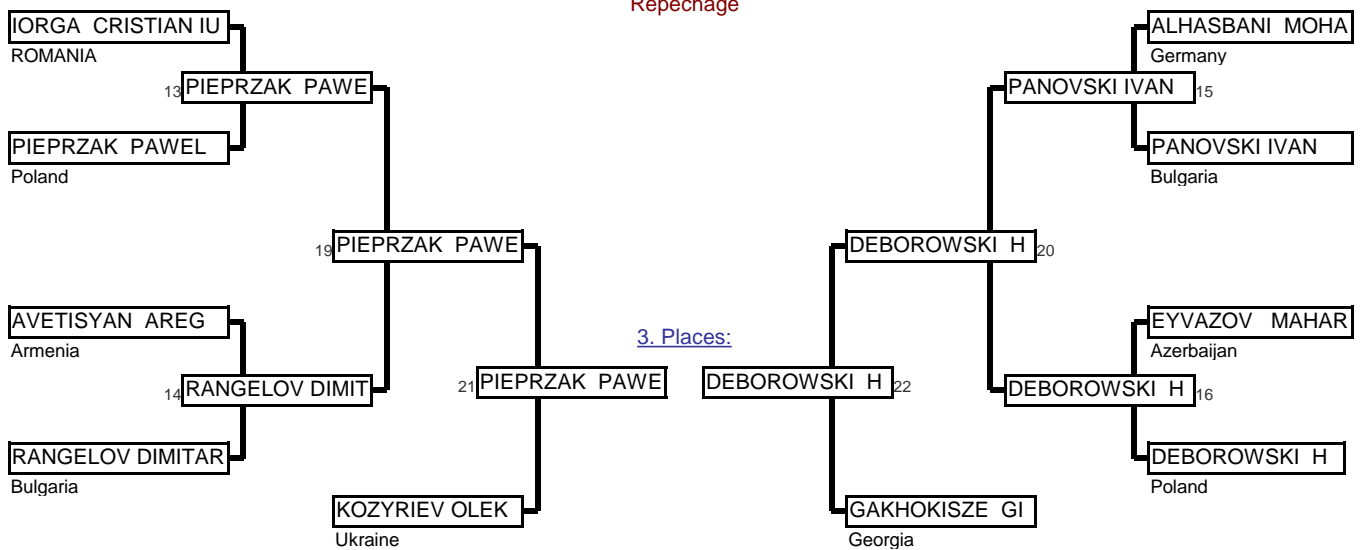 Repechage
IORGA CRISTIAN IU
ROMANIA
13 PIEPRZAK PAWE
PIEPRZAK PAWEL
Poland
19 PIEPRZAK PAWE
AVETISYAN AREG
Armenia
14 RANGELOV DIMIT
RANGELOV DIMITAR
Bulgaria
21 PIEPRZAK PAWE
KOZYRIEV OLEK
Ukraine
3. Places:
ALHASBANI MOHA
Germany
PANOVSKI IVAN 15
PANOVSKI IVAN
Bulgaria
DEBOROWSKI H 20
EYVAZOV MAHAR
Azerbaijan
DEBOROWSKI H 16
DEBOROWSKI H
Poland
DEBOROWSKI H 22
GAKHOKISZE GI
Georgia